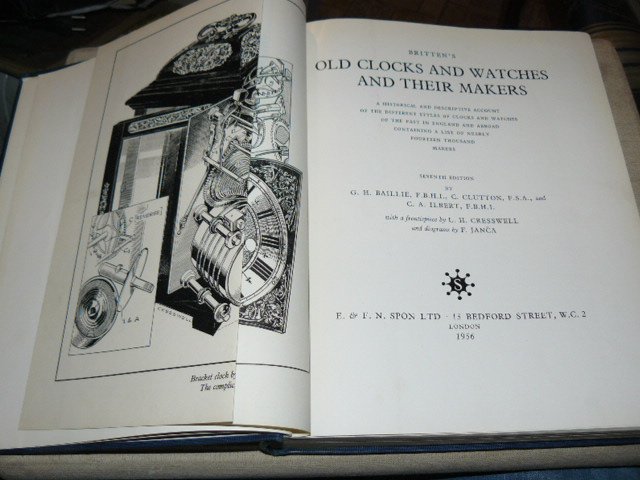 CRESSWELL
1 & A
Bracket clock b
The complic
BRITTEN'S
OLD CLOCKS AND WATCHES
AND THEIR MAKERS
A HISTORICAL AND DESCRIPTIVE ACCOUNT
OF THE DIFFERENT STYLES OF CLOCKS AND WATCHES
OF THE PAST IN ENGLAND AND ABROAD
CONTAINING A LIST OF NEARLY
FOURTEEN THOUSAND
MAKERS
SEVENTH EDITION
BY
G. H. BAILLIE, F.B.H.I., C. CLUTTON, F.S.A., and
C. A. ILBERT, F.B.H.I.
with a frontispiece by L. H. CRESSWELL
and diagrams by F. JANČA
S
E. & F. N. SPON LTD · 15 BEDFORD STREET, W.C. 2
LONDON
1956